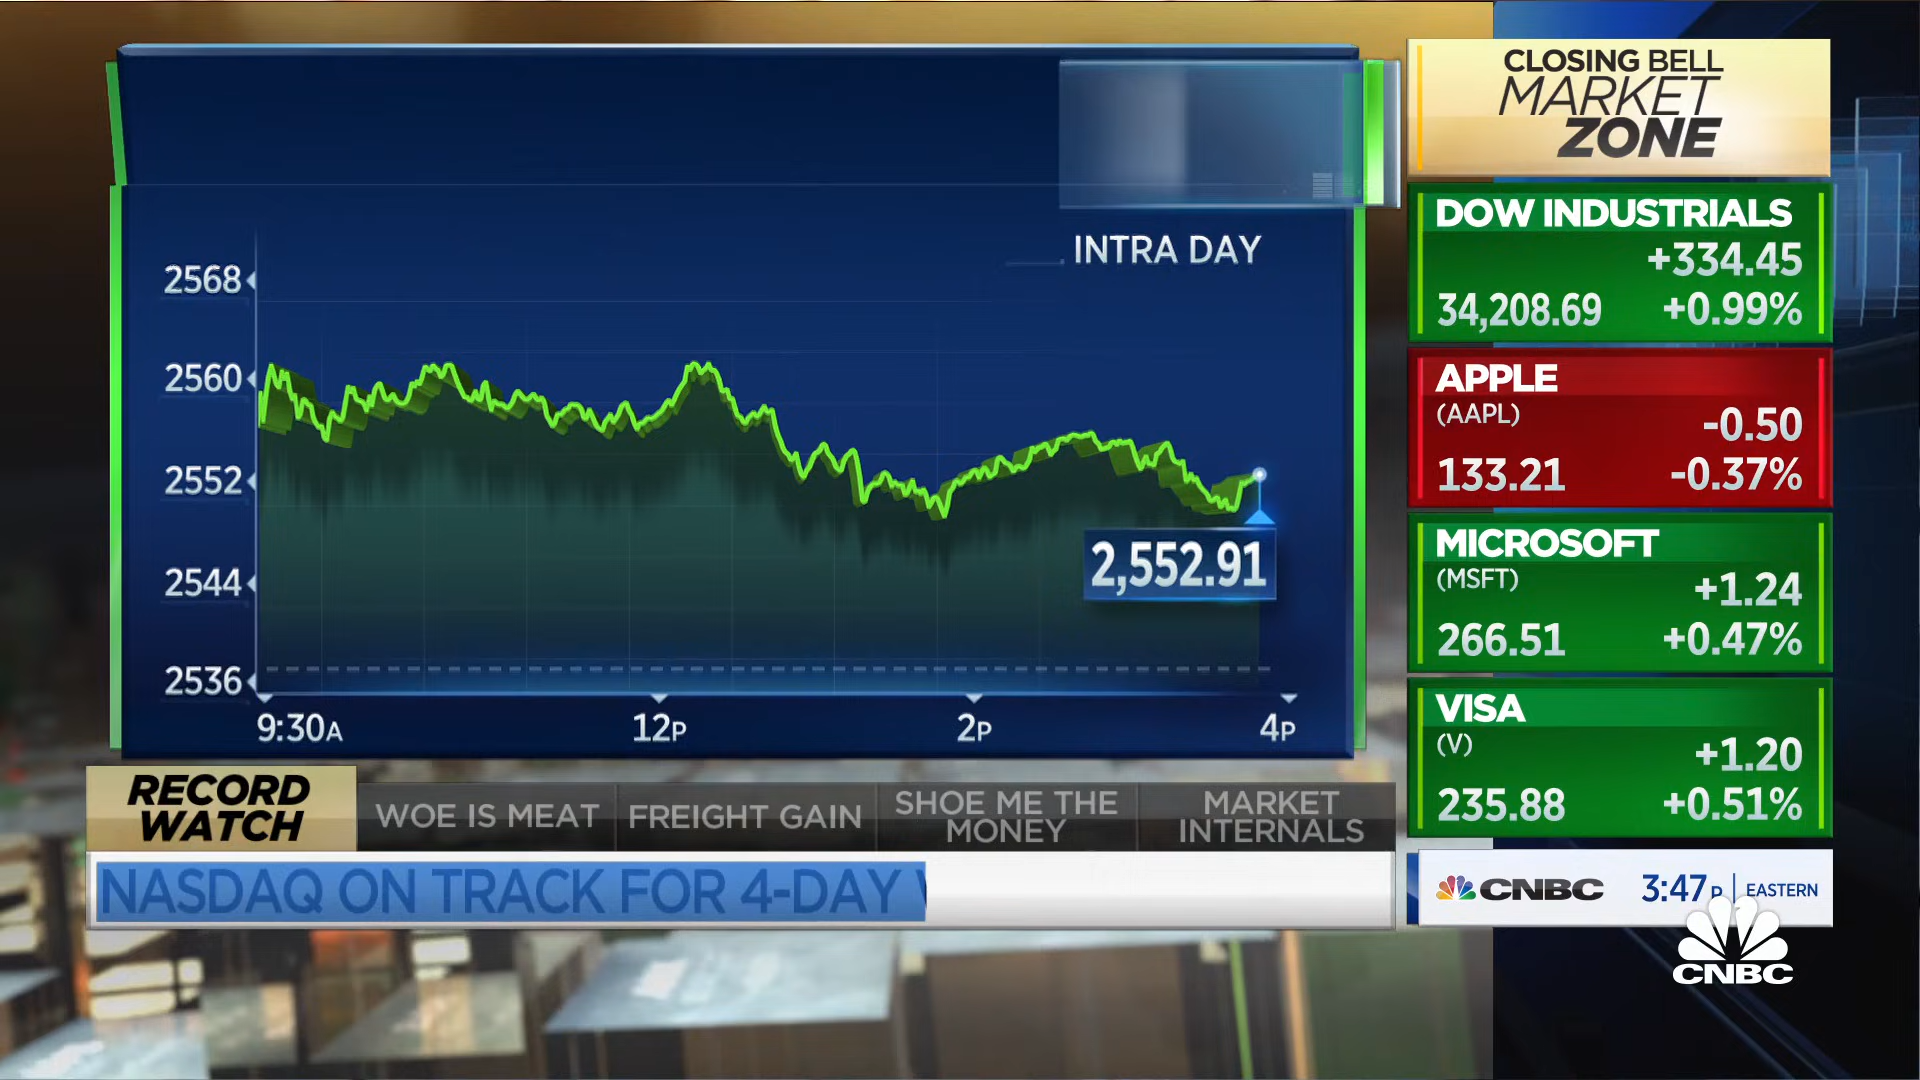 CLOSING BELL
MARKET
ZONE
INTRA DAY
2568
2560
2552
2544
2536
2,552.91
9:30A
12P
2P
4P
DOW INDUSTRIALS
+334.45
34,208.69
+0.99%
APPLE
(AAPL)
-0.50
133.21
-0.37%
MICROSOFT
(MSFT)
+1.24
266.51
+0.47%
VISA
(V)
+1.20
235.88
+0.51%
RECORD
WATCH
WOE IS MEAT
FREIGHT GAIN
SHOE ME THE
MONEY
MARKET
INTERNALS
NASDAQ ON TRACK FOR 4-DAY
CNBC
3:47P
EASTERN
CNBC